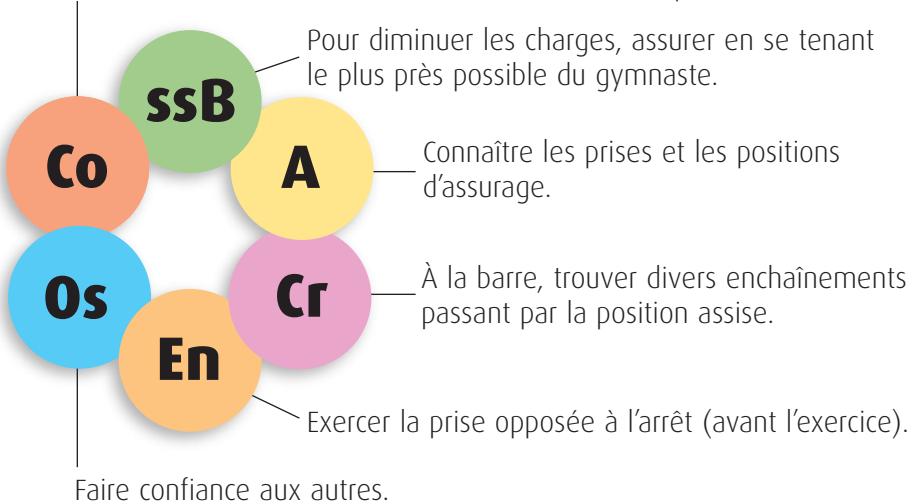 Pour diminuer les charges, assurer en se tenant
le plus près possible du gymnaste.
ssB
Co
A
Connaître les prises et les positions
d'assurage.
Os
Cr
À la barre, trouver divers enchaînements
passant par la position assise.
En
Exercer la prise opposée à l'arrêt (avant l'exercice).
Faire confiance aux autres.